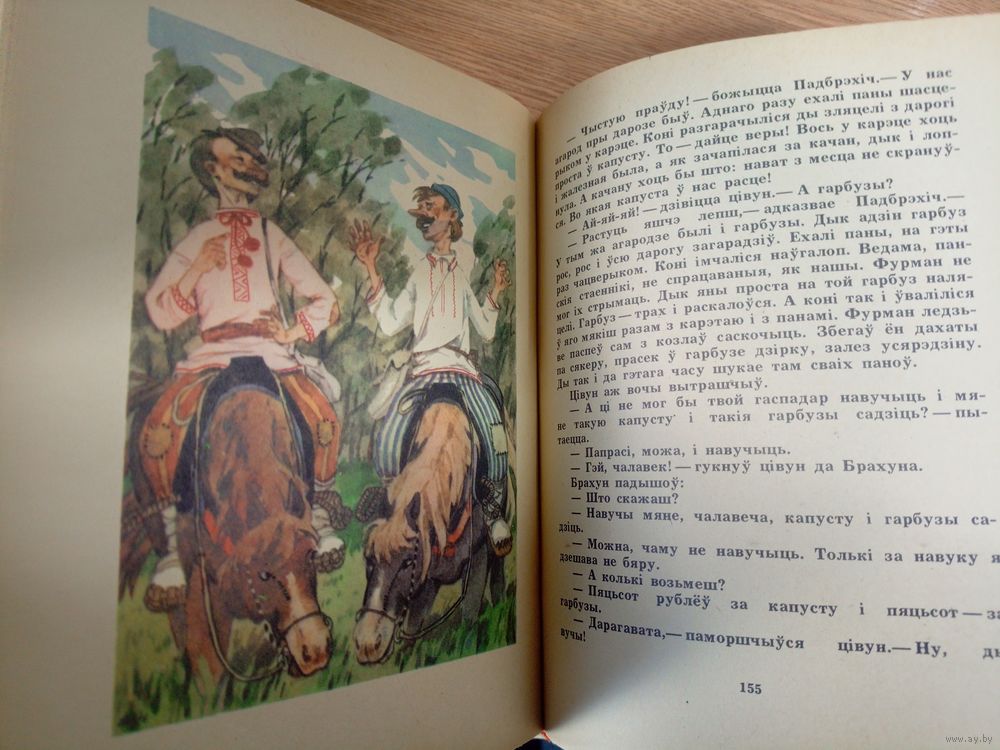 — Чыстую праўду! — божыцца Падбрэхіч.— У нас
агарод пры дарозе быў. Аднаго разу ехалі паны шасце-
рыком у карэце. Коні разгарачыліся ды зляцелі з дарогі
проста ў капусту. То — дайце веры! Вось у карэце хоць
і жалезная была, а як зачапілася за качан, дык і лоп-
нула. А качану хоць бы што: нават з месца не скрануў-
ся. Во якая капуста ў нас расце!
— Ай-яй-яй! — дзівіцца цівун.— А гарбузы?
— Растуць яшчэ лепш,— адказвае Падбрэхіч.—
У тым жа агародзе былі і гарбузы. Дык адзін гарбуз
рос, рос і ўсю дарогу загарадзіў. Ехалі паны, на гэты
раз чацверыком. Коні імчаліся наўгалоп. Ведама, пан-
скія стаеннікі, не спрацаваныя, як нашы. Фурман не
мог іх стрымаць. Дык яны проста на той гарбуз наля-
целі. Гарбуз — трах і раскалоўся. А коні так і ўваліліся
ў яго мякіш разам з карэтаю і з панамі. Фурман ледзь-
ве паспеў сам з козлаў саскочыць. Збегаў ён дахаты
па сякеру, прасек ў гарбузе дзірку, залез усярэдзіну.
Ды так і да гэтага часу шукае там сваіх паноў.
Цівун аж вочы вытрашчыў.
— А ці не мог бы твой гаспадар навучыць і мя-
не такую капусту і такія гарбузы садзіць? — пы-
таецца.
— Папрасі, можа, і навучыць.
— Гэй, чалавек! — гукнуў цівун да Брахуна.
Брахун падышоў:
— Што скажаш?
— Навучы мяне, чалавеча, капусту і гарбузы са-
дзіць.
— Можна, чаму не навучыць. Толькі за навуку я
дзешава не бяру.
— А колькі возьмеш?
— Пяцьсот рублёў за капусту і пяцьсот — за
гарбузы.
— Дарагавата,— паморшчыўся цівун.— Ну, ды
вучы!
155
www.ay.by